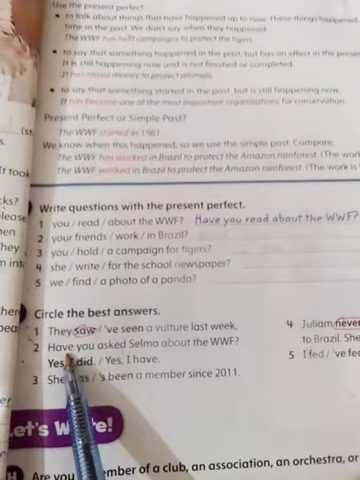 Use the present perfect
• to talk about things that have happened up to now. These things happened
time in the past. We don't say when they happened.
The WWF has held campaigns to protect the tigers.
• to say that something happened in the past, but has an effect in the present
It is still happening now and is not finished or completed.
It has raised money to protect animals.
• to say that something started in the past, but is still happening now.
It has become one of the most important organizations for conservation.
Present Perfect or Simple Past?
The WWF started in 1961.
We know when this happened, so we use the simple past. Compare
The WWF has worked in Brazil to protect the Amazon rainforest. (The work
The WWF worked in Brazil to protect the Amazon rainforest. (The work is
Write questions with the present perfect.
1 you / read / about the WWF? Have you read about the WWF?
2 your friends / work / in Brazil?
3 you / hold / a campaign for tigers?
4 she / write / for the school newspaper?
5 we / find / a photo of a panda?
Circle the best answers.
1 They saw / 've seen a vulture last week.
2 Have you asked Selma about the WWF?
Yes, I did. / Yes, I have.
3 She / 's been a member since 2011.
4 Juliam never
to Brazil. She
5 I fed / 've fe
Let's
Are you member of a club, an association, an orchestra, or